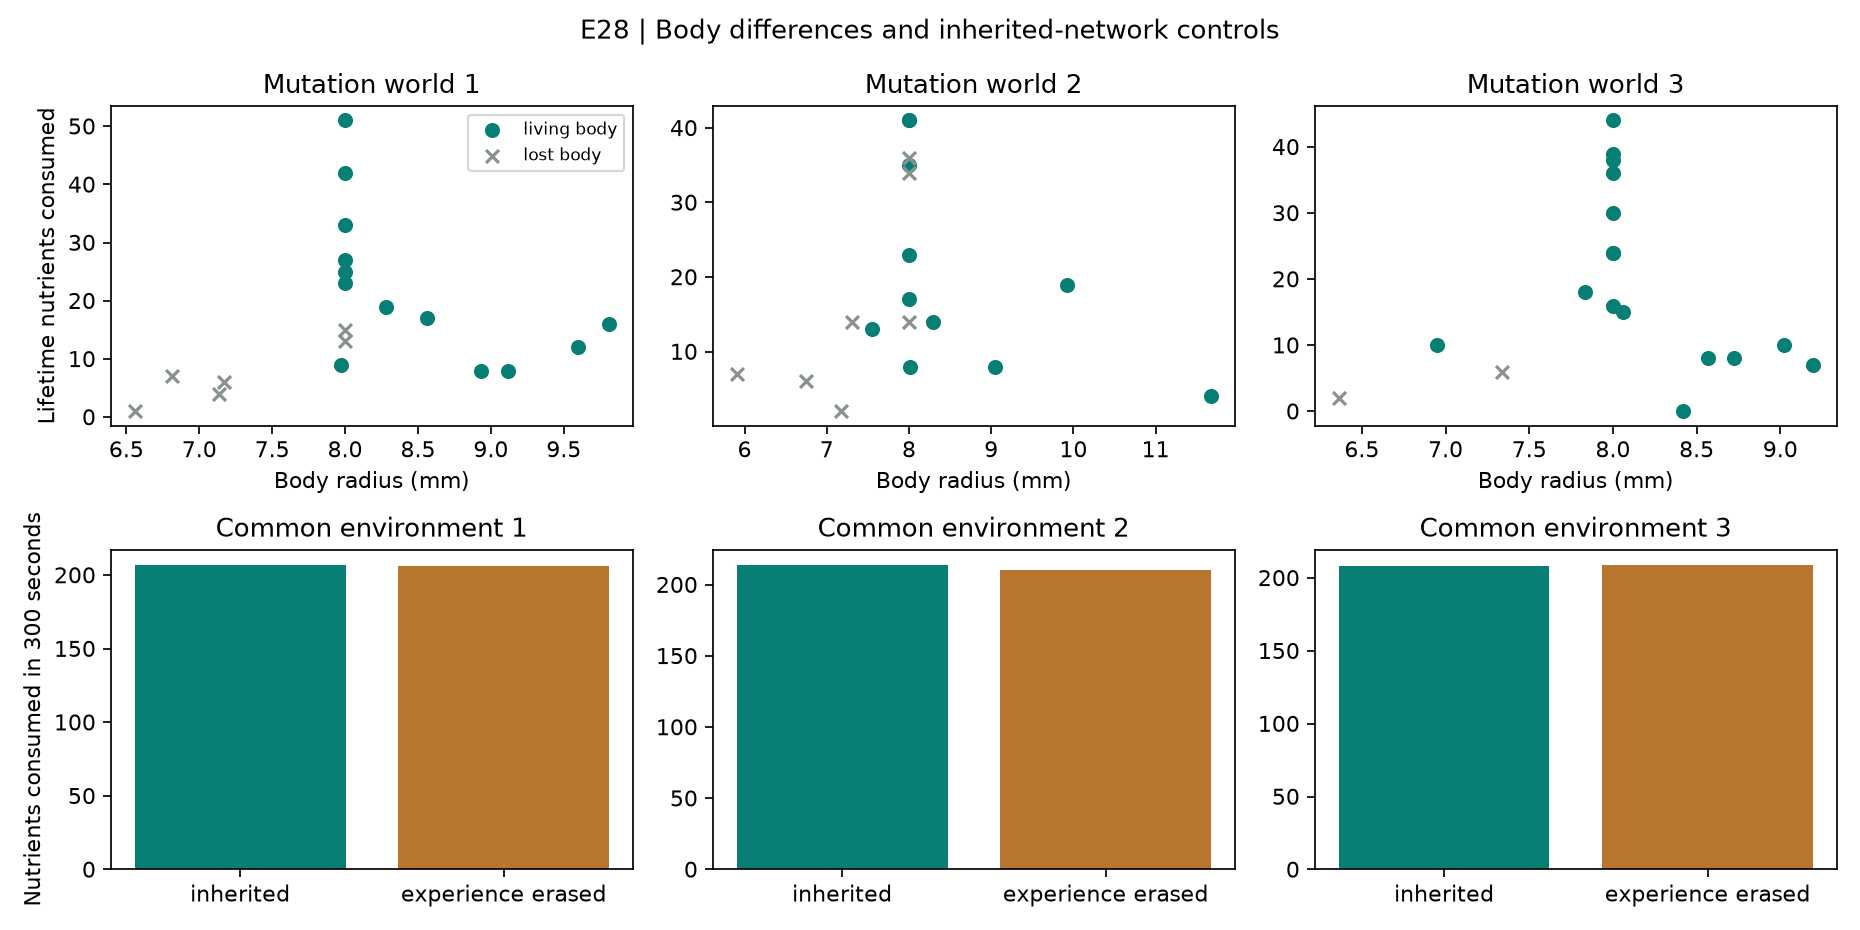 E28 | Body differences and inherited-network controls
Mutation world 1
Mutation world 2
Mutation world 3
Lifetime nutrients consumed
50
40
30
20
10
0
living body
lost body
6.5 7.0 7.5 8.0 8.5 9.0 9.5
Body radius (mm)
40
30
20
10
6 7 8 9 10 11
Body radius (mm)
40
30
20
10
0
6.5 7.0 7.5 8.0 8.5 9.0
Body radius (mm)
Common environment 1
Common environment 2
Common environment 3
Nutrients consumed in 300 seconds
200
150
100
50
0
inherited experience erased
200
150
100
50
0
inherited experience erased
200
150
100
50
0
inherited experience erased